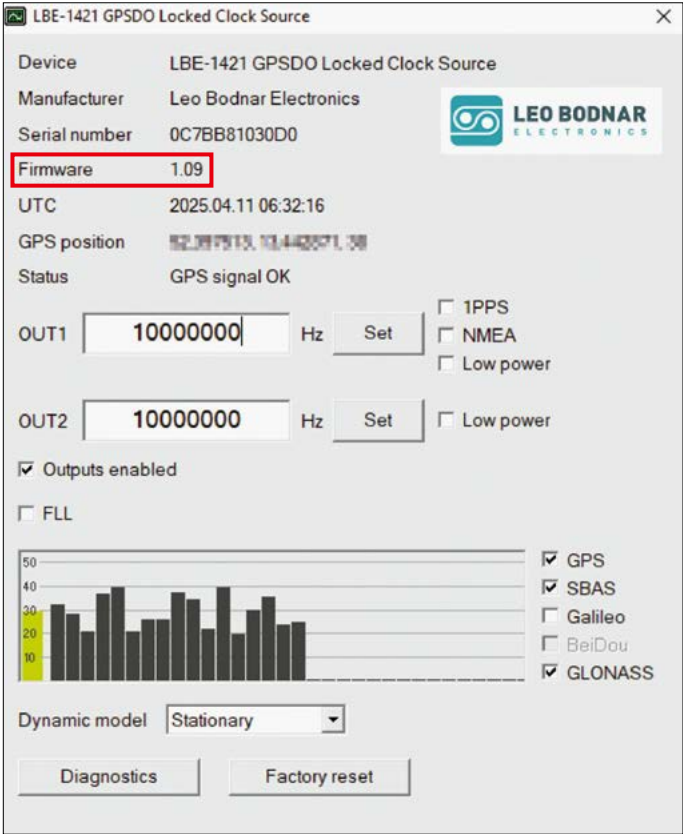 LBE-1421 GPSDO Locked Clock Source
Device LBE-1421 GPSDO Locked Clock Source
Manufacturer Leo Bodnar Electronics
LEO BODNAR
ELECTRONICS
Serial number 0C7BB81030D0
Firmware 1.09
UTC 2025.04.11 06:32:16
GPS position
Status GPS signal OK
1PPS
OUT1 10000000 Hz Set NMEA
Low power
OUT2 10000000 Hz Set Low power
Outputs enabled
FLL
50
40
30
20
10
GPS
SBAS
Galileo
BeiDou
GLONASS
Dynamic model Stationary
Diagnostics Factory reset